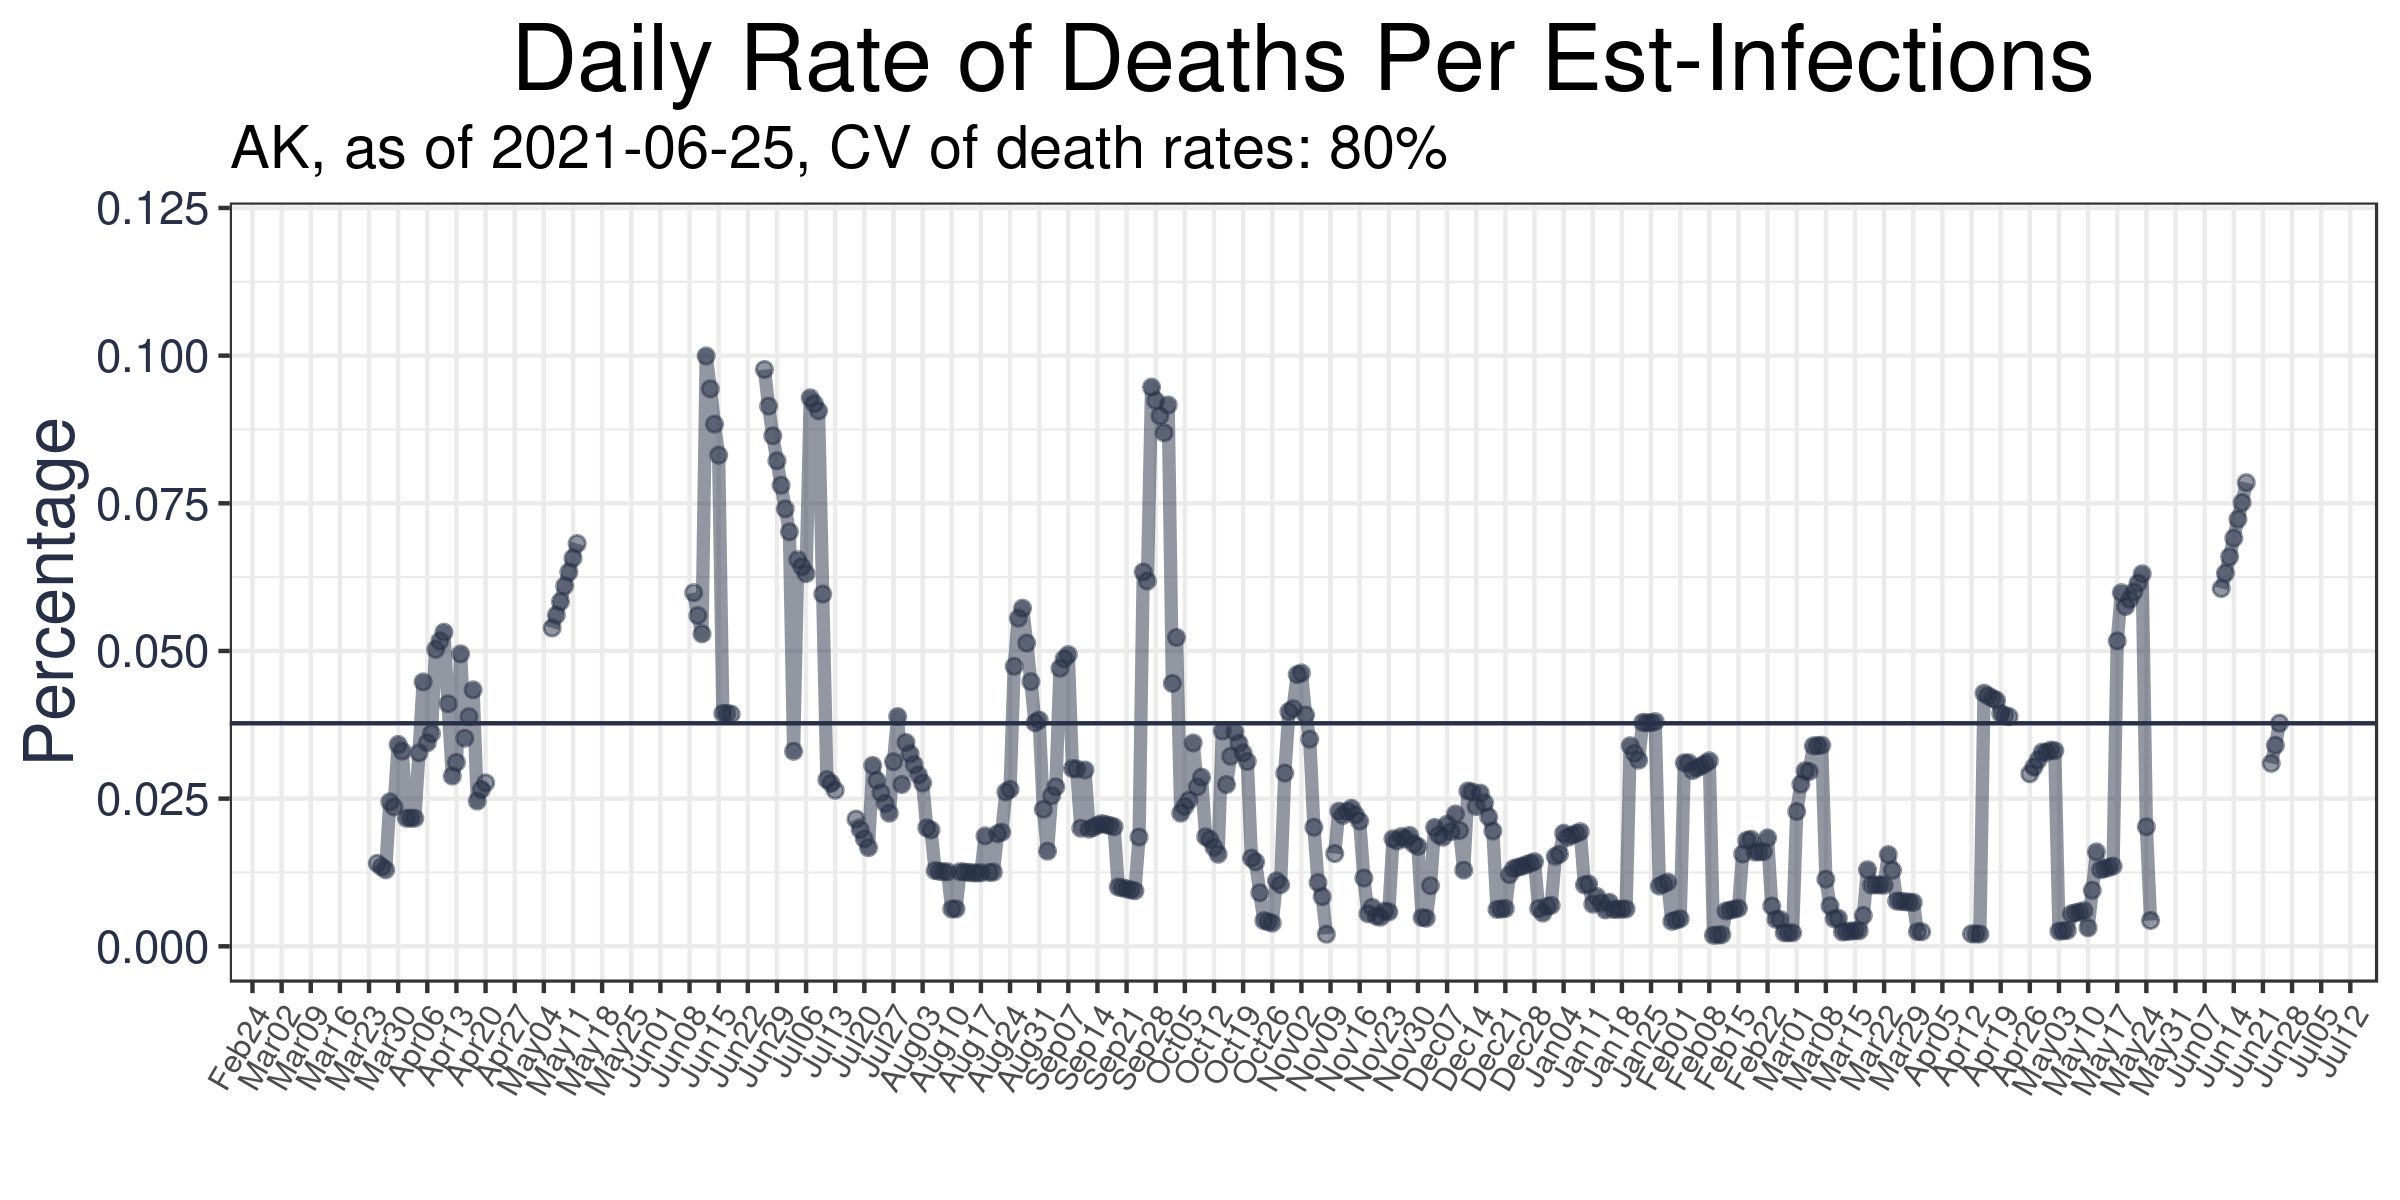 Daily Rate of Deaths Per Est-Infections
AK, as of 2021-06-25, CV of death rates: 80%
Percentage
0.125
0.100
0.075
0.050
0.025
0.000
Feb24
Mar02
Mar09
Mar16
Mar23
Mar30
Apr06
Apr13
Apr20
Apr27
May04
May11
May18
May25
Jun01
Jun08
Jun15
Jun22
Jun29
Jul06
Jul13
Jul20
Jul27
Aug03
Aug10
Aug17
Aug24
Aug31
Sep07
Sep14
Sep21
Sep28
Oct05
Oct12
Oct19
Oct26
Nov02
Nov09
Nov16
Nov23
Nov30
Dec07
Dec14
Dec21
Dec28
Jan04
Jan11
Jan18
Jan25
Feb01
Feb08
Feb15
Feb22
Mar01
Mar08
Mar15
Mar22
Mar29
Apr05
Apr12
Apr19
Apr26
May03
May10
May17
May24
May31
Jun07
Jun14
Jun21
Jun28
Jul05
Jul12